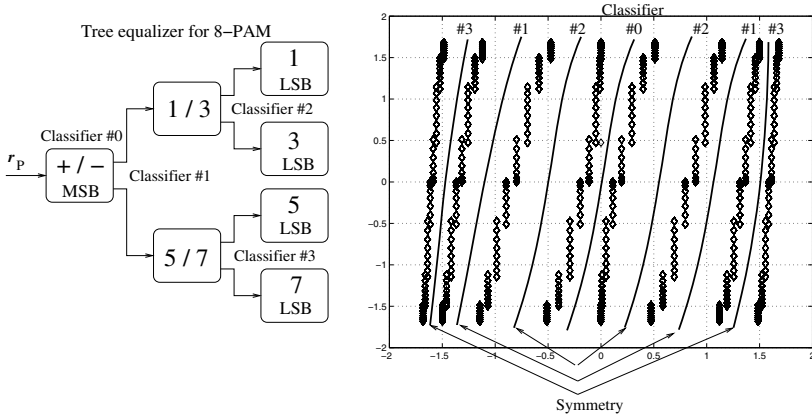 Tree equalizer for 8−PAM
r_P
Classifier #0
+ / −
MSB
Classifier #1
1 / 3
5 / 7
Classifier #2
Classifier #3
1
LSB
3
LSB
5
LSB
7
LSB
Classifier
#3 #1 #2 #0 #2 #1 #3
2
1.5
1
0.5
0
−0.5
−1
−1.5
−2
−2 −1.5 −1 −0.5 0 0.5 1 1.5 2
Symmetry